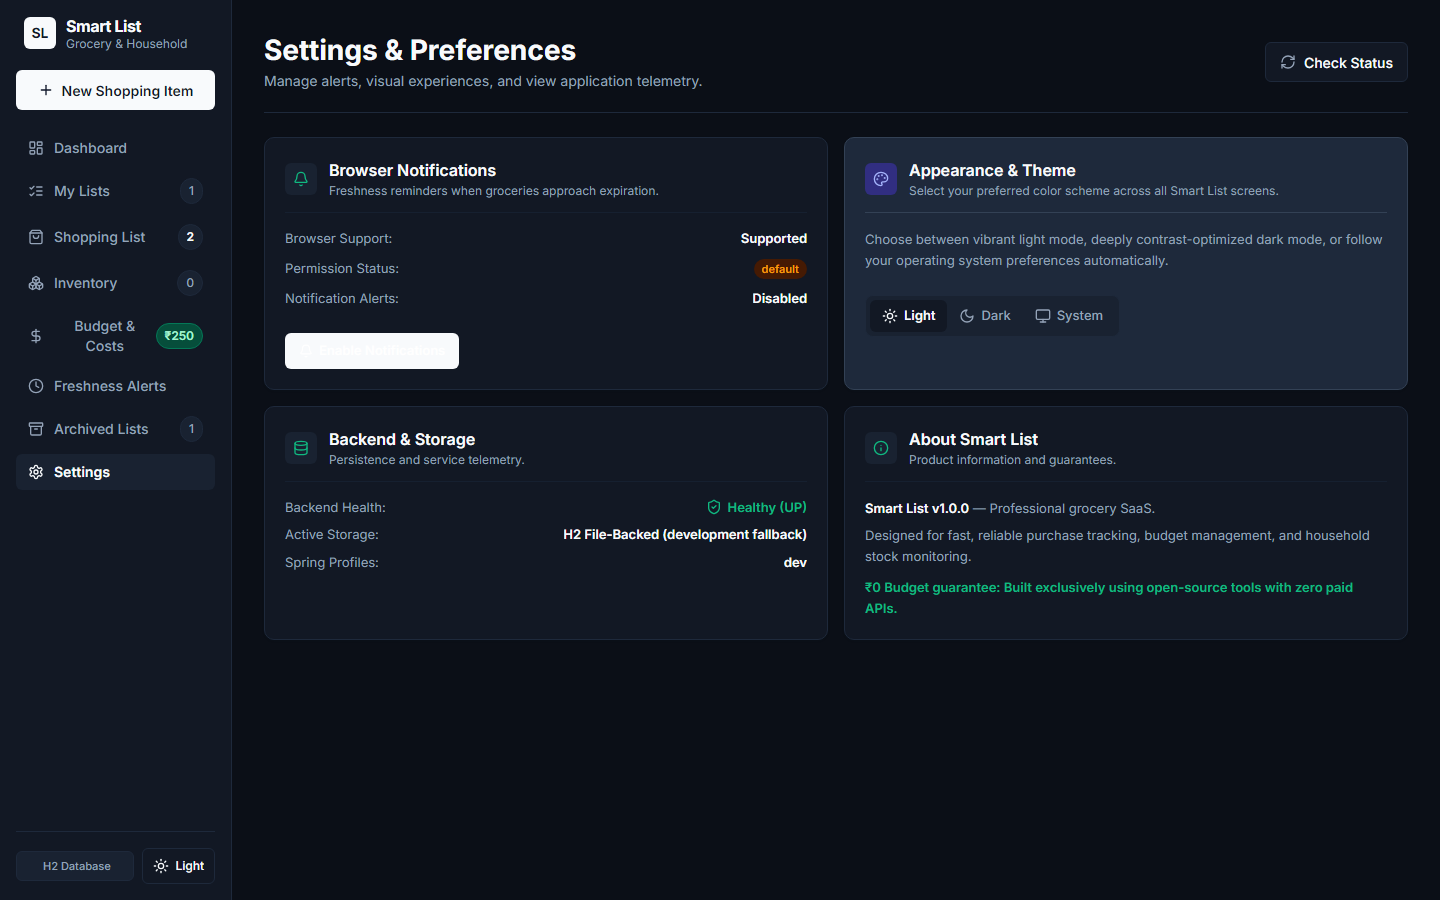 SL
Smart List
Grocery & Household
New Shopping Item
Dashboard
My Lists 1
Shopping List 2
Inventory 0
Budget & Costs ₹250
Freshness Alerts
Archived Lists 1
Settings
H2 Database
Light
Settings & Preferences
Manage alerts, visual experiences, and view application telemetry.
Check Status
Browser Notifications
Freshness reminders when groceries approach expiration.
Browser Support: Supported
Permission Status: default
Notification Alerts: Disabled
Enable Notifications
Appearance & Theme
Select your preferred color scheme across all Smart List screens.
Choose between vibrant light mode, deeply contrast-optimized dark mode, or follow
your operating system preferences automatically.
Light Dark System
Backend & Storage
Persistence and service telemetry.
Backend Health: Healthy (UP)
Active Storage: H2 File-Backed (development fallback)
Spring Profiles: dev
About Smart List
Product information and guarantees.
Smart List v1.0.0 — Professional grocery SaaS.
Designed for fast, reliable purchase tracking, budget management, and household
stock monitoring.
₹0 Budget guarantee: Built exclusively using open-source tools with zero paid
APIs.